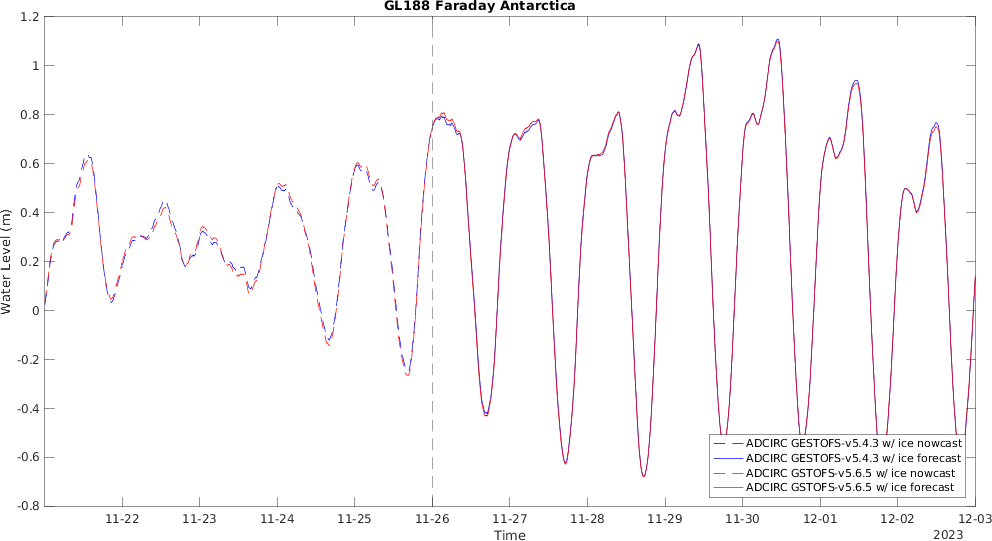 GL188 Faraday Antarctica
1.2
1
0.8
0.6
0.4
0.2
0
-0.2
-0.4
-0.6
-0.8
Water Level (m)
ADCIRC GESTOFS-v5.4.3 w/ ice nowcast
ADCIRC GESTOFS-v5.4.3 w/ ice forecast
ADCIRC GSTOFS-v5.6.5 w/ ice nowcast
ADCIRC GSTOFS-v5.6.5 w/ ice forecast
11-22 11-23 11-24 11-25 11-26 11-27 11-28 11-29 11-30 12-01 12-02 12-03
Time
2023